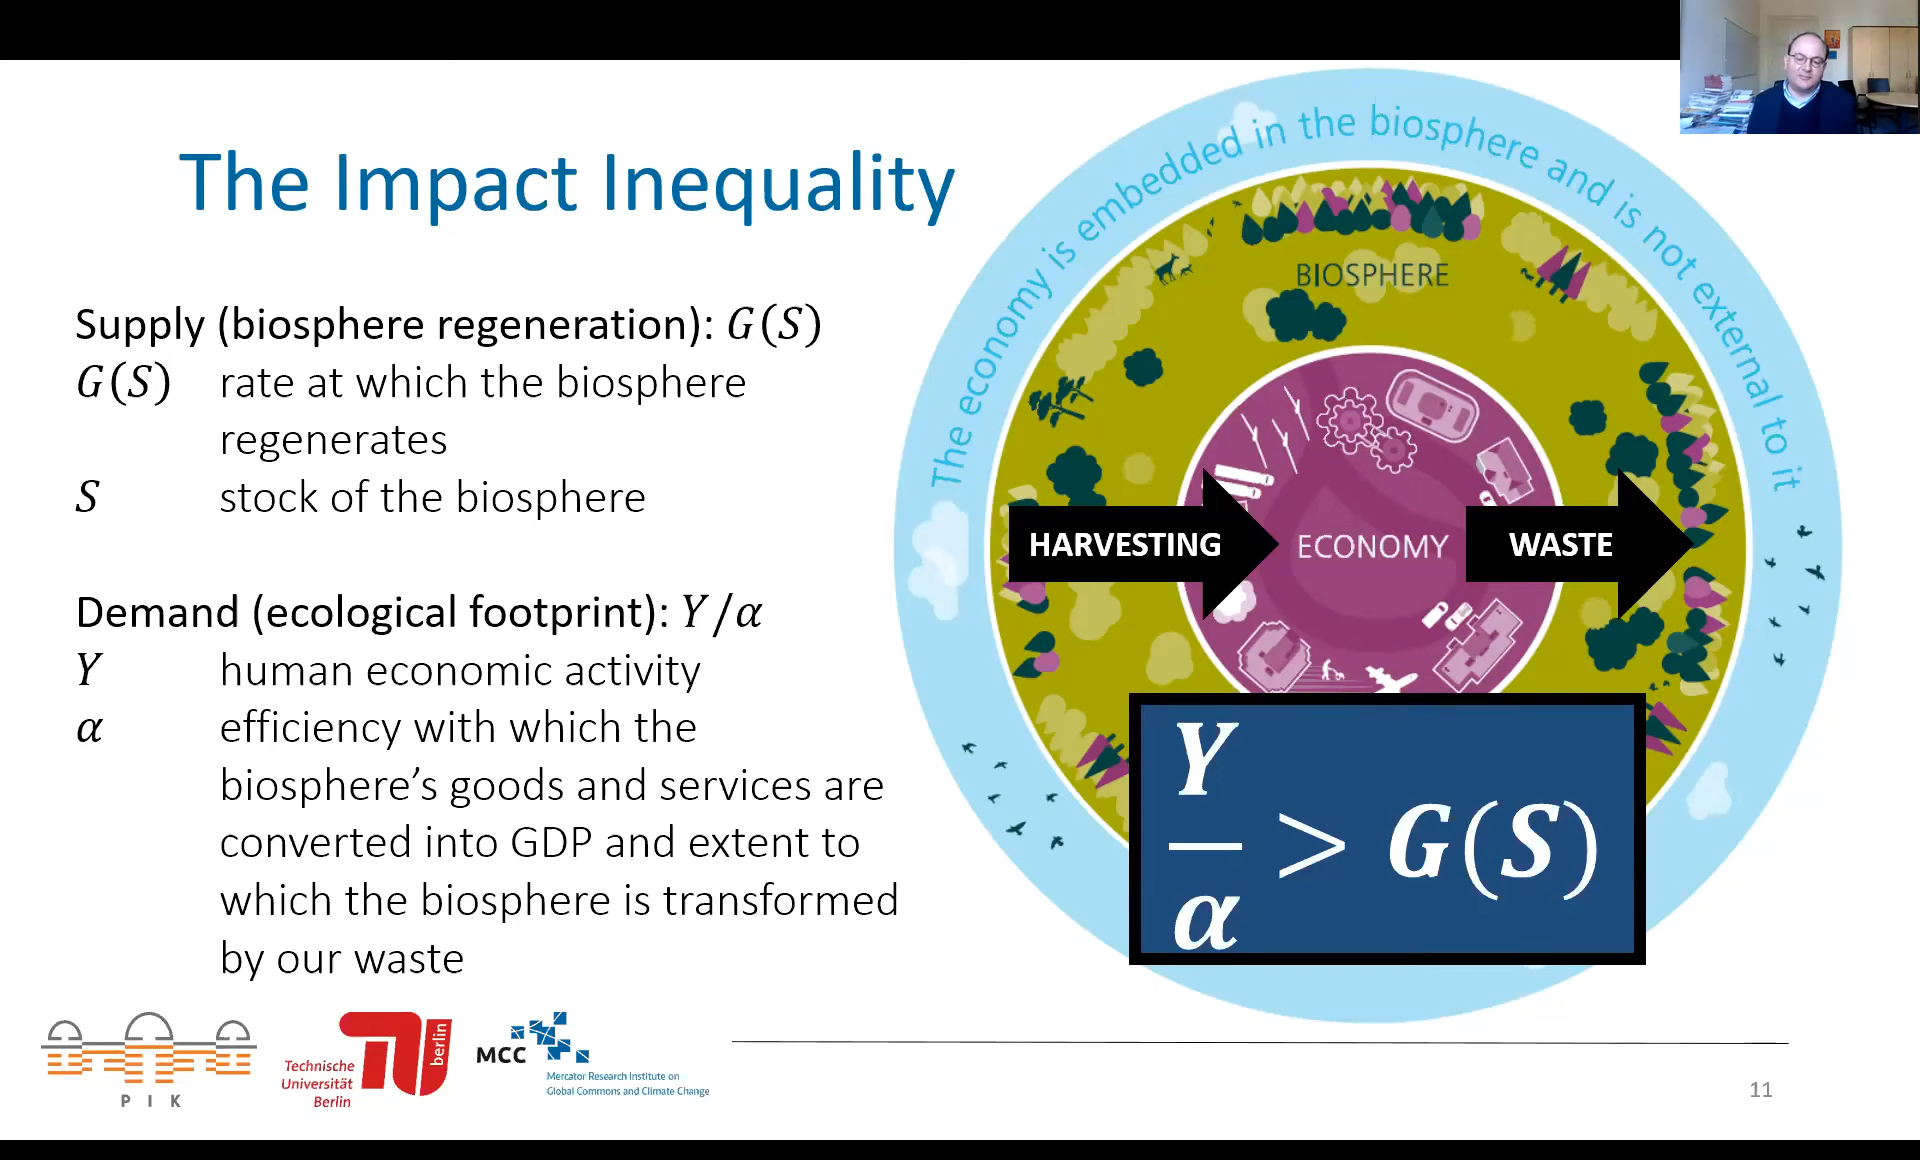 The Impact Inequality
Supply (biosphere regeneration): G(S)
G(S) rate at which the biosphere
regenerates
S stock of the biosphere
Demand (ecological footprint): Y/α
Y human economic activity
α efficiency with which the
biosphere’s goods and services are
converted into GDP and extent to
which the biosphere is transformed
by our waste
The economy is embedded in the biosphere and is not external to it
BIOSPHERE
HARVESTING
ECONOMY
WASTE
Y/α > G(S)
PIK
Technische
Universität
Berlin
berlin
MCC
Mercator Research Institute on
Global Commons and Climate Change
11